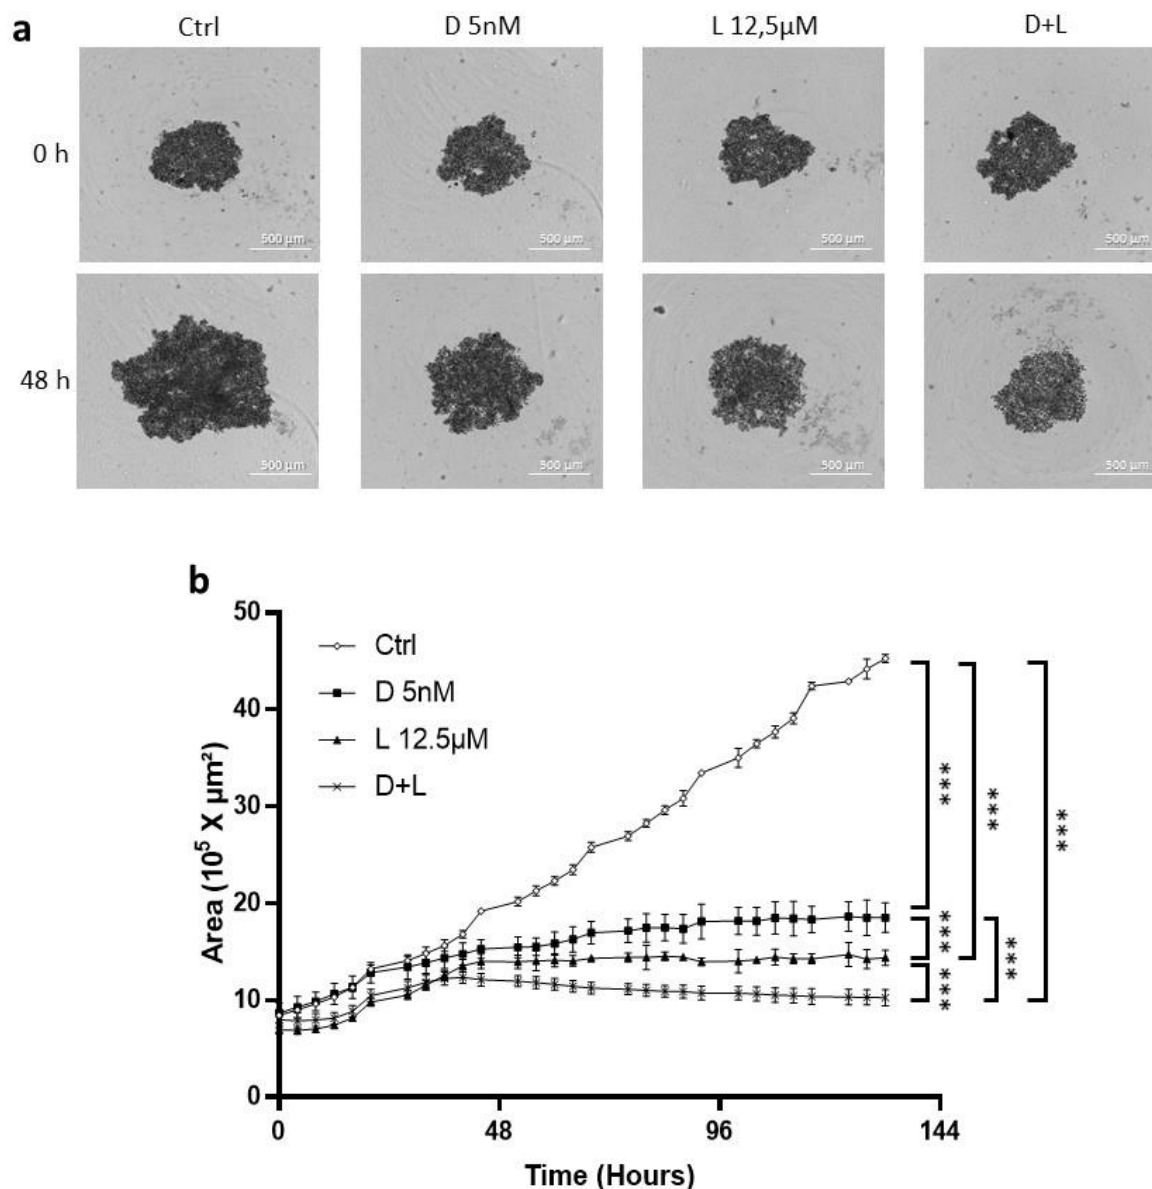 a
Ctrl D 5nM L 12,5µM D+L
0 h
500 µm 500 µm 500 µm 500 µm
48 h
500 µm 500 µm 500 µm 500 µm
b
Area (10⁵ X µm²)
50
40
30
20
10
0
Ctrl
D 5nM
L 12.5µM
D+L
***
***
***
***
***
***
0 48 96 144
Time (Hours)